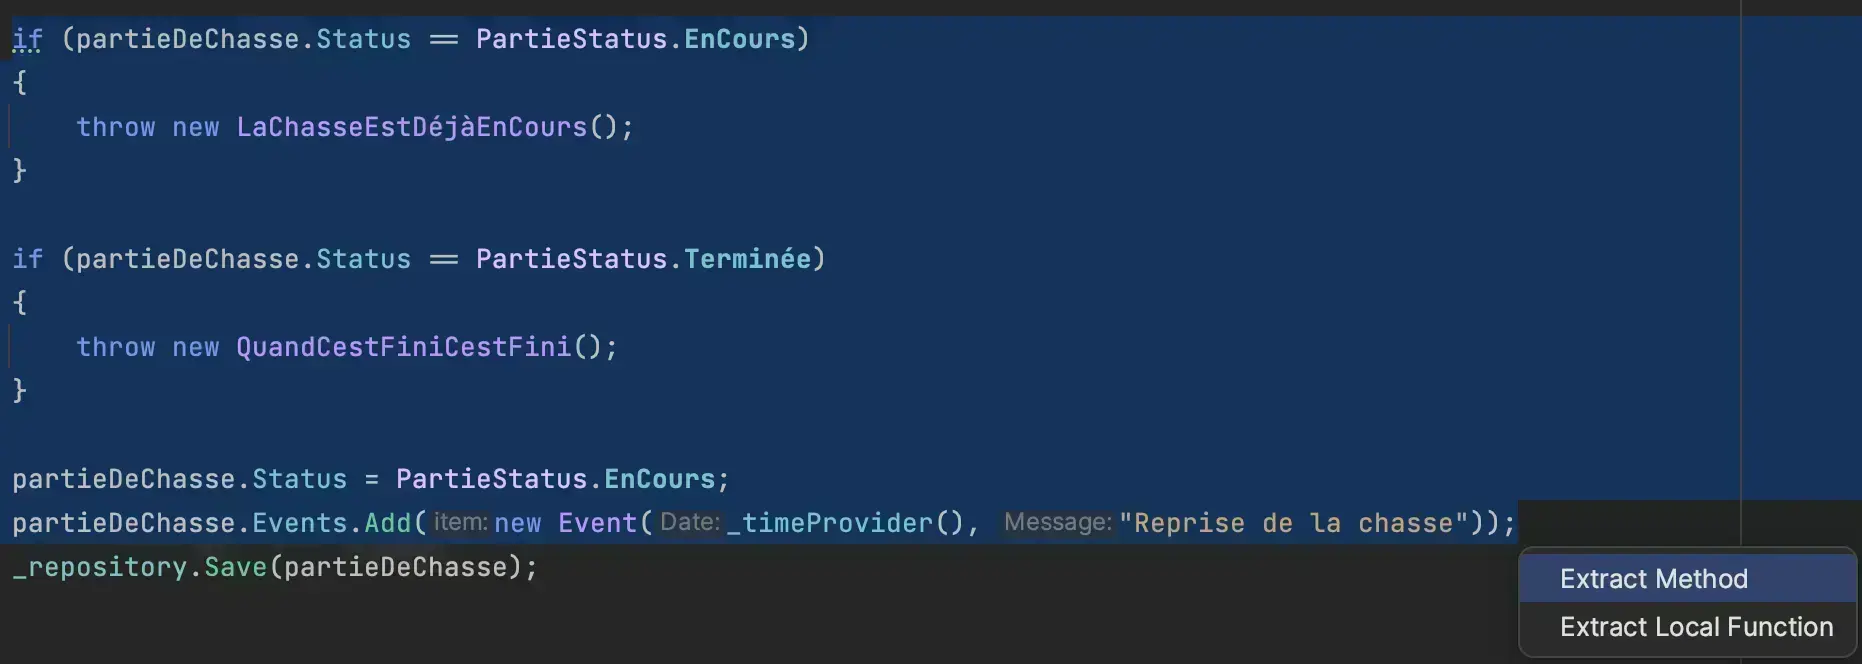 if (partieDeChasse.Status == PartieStatus.EnCours)
{
    throw new LaChasseEstDéjàEnCours();
}
if (partieDeChasse.Status == PartieStatus.Terminée)
{
    throw new QuandCestFiniCestFini();
}
partieDeChasse.Status = PartieStatus.EnCours;
partieDeChasse.Events.Add(item:new Event(Date:_timeProvider(), Message:"Reprise de la chasse"));
_repository.Save(partieDeChasse);
Extract Method
Extract Local Function